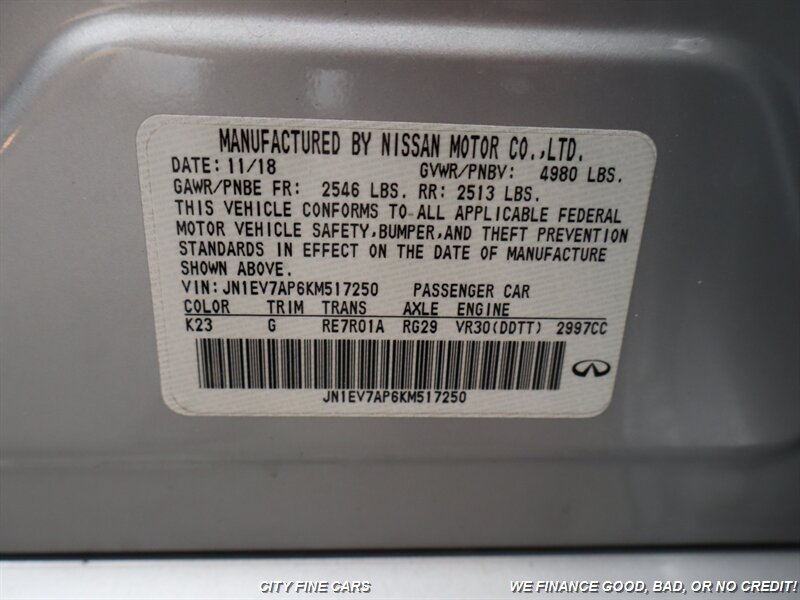 MANUFACTURED BY NISSAN MOTOR CO.,LTD.
DATE: 11/18 GVWR/PNBV: 4980 LBS.
GAWR/PNBE FR: 2546 LBS. RR: 2513 LBS.
THIS VEHICLE CONFORMS TO ALL APPLICABLE FEDERAL
MOTOR VEHICLE SAFETY,BUMPER,AND THEFT PREVENTION
STANDARDS IN EFFECT ON THE DATE OF MANUFACTURE
SHOWN ABOVE.
VIN: JN1EV7AP6KM517250 PASSENGER CAR
COLOR TRIM TRANS AXLE ENGINE
K23 G RE7R01A RG29 VR30(DDTT) 2997CC
JN1EV7AP6KM517250
CITY FINE CARS WE FINANCE GOOD, BAD, OR NO CREDIT!